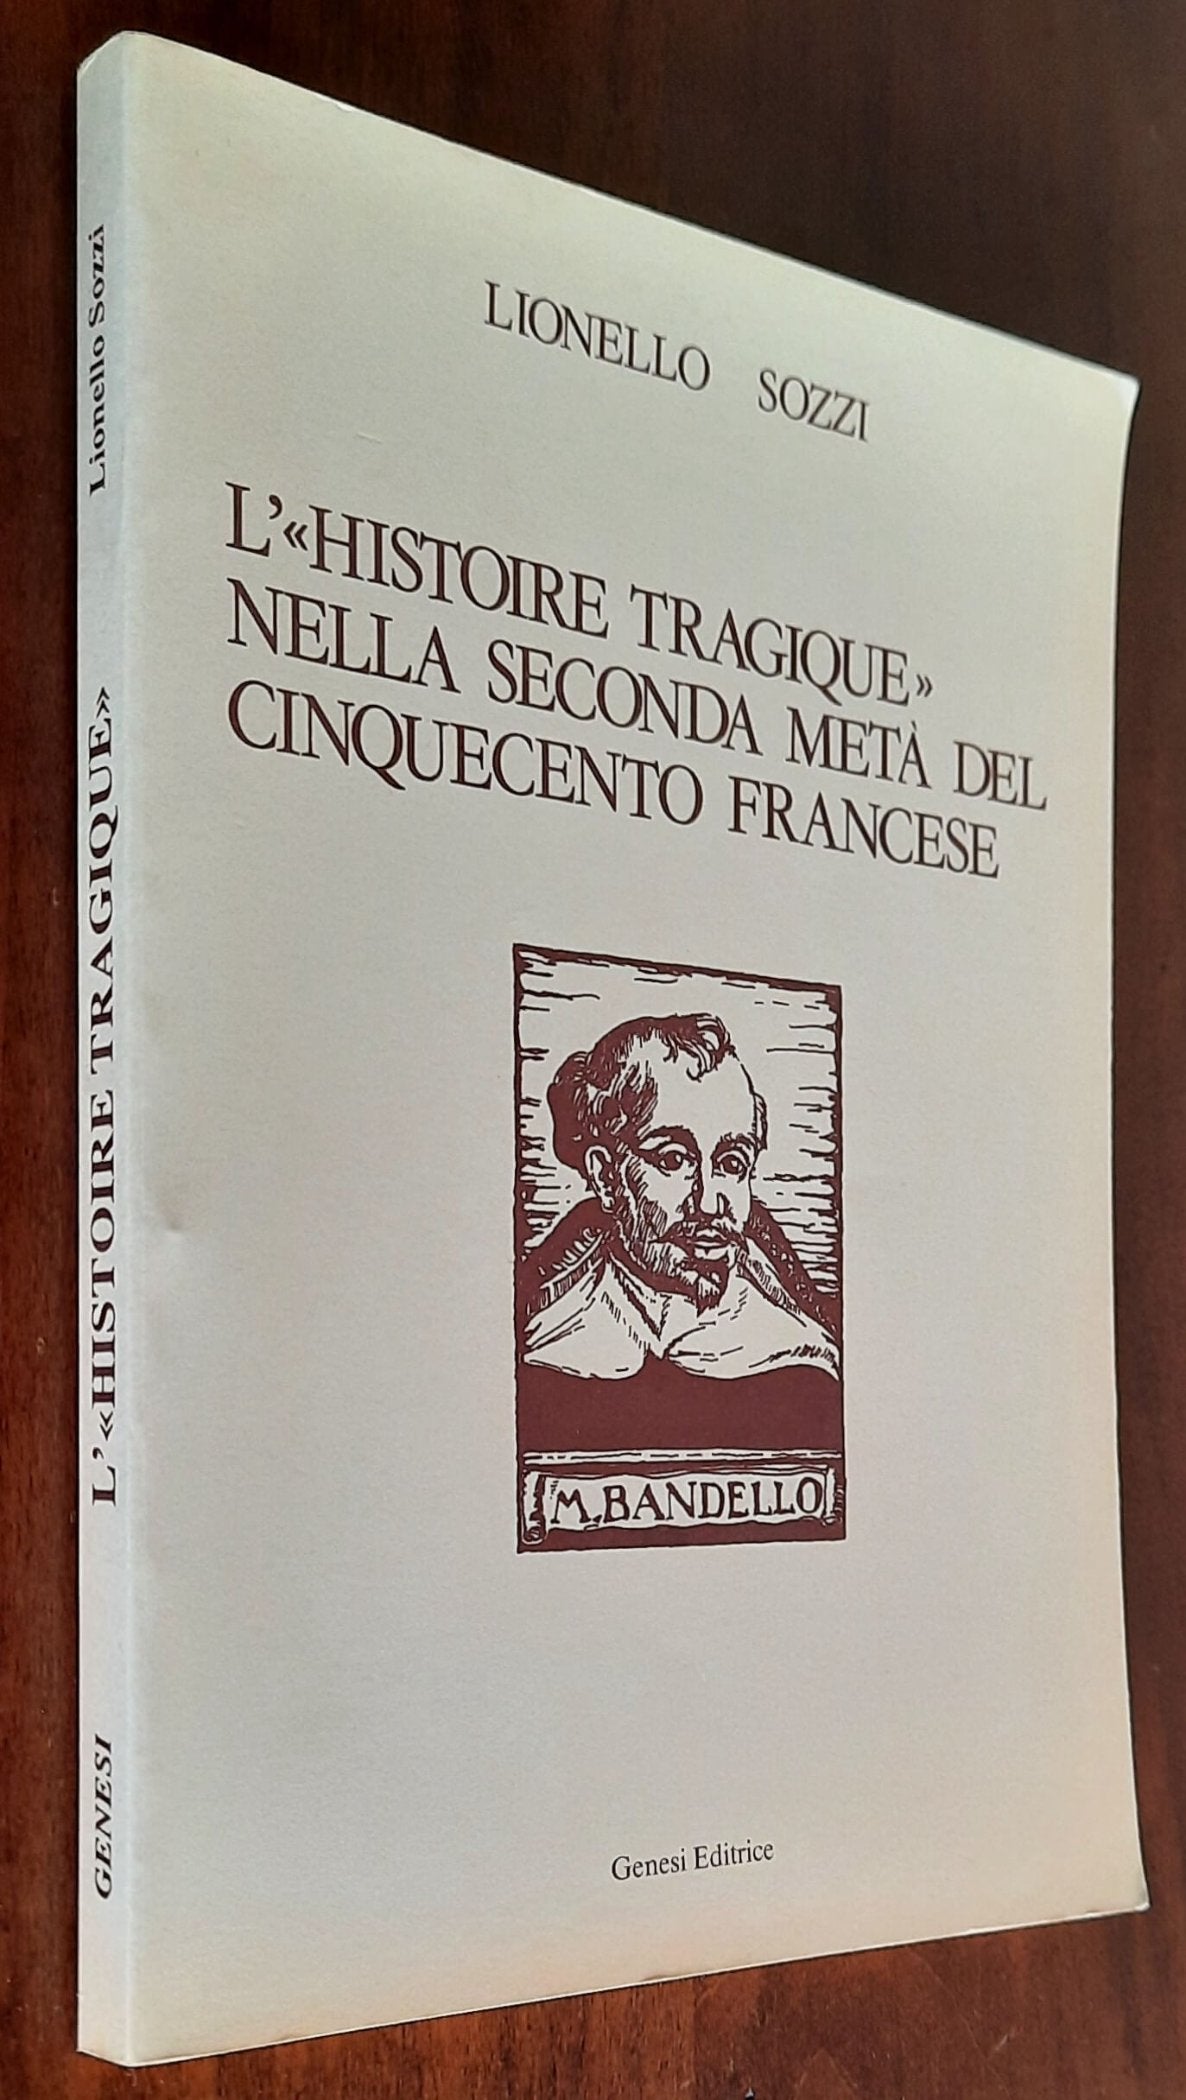 LIONELLO SOZZI
L'«HISTOIRE TRAGIQUE»
NELLA SECONDA METÀ DEL
CINQUECENTO FRANCESE
M. BANDELLO
Genesi Editrice
GENESI L'«HISTOIRE TRAGIQUE» Lionello Sozzi